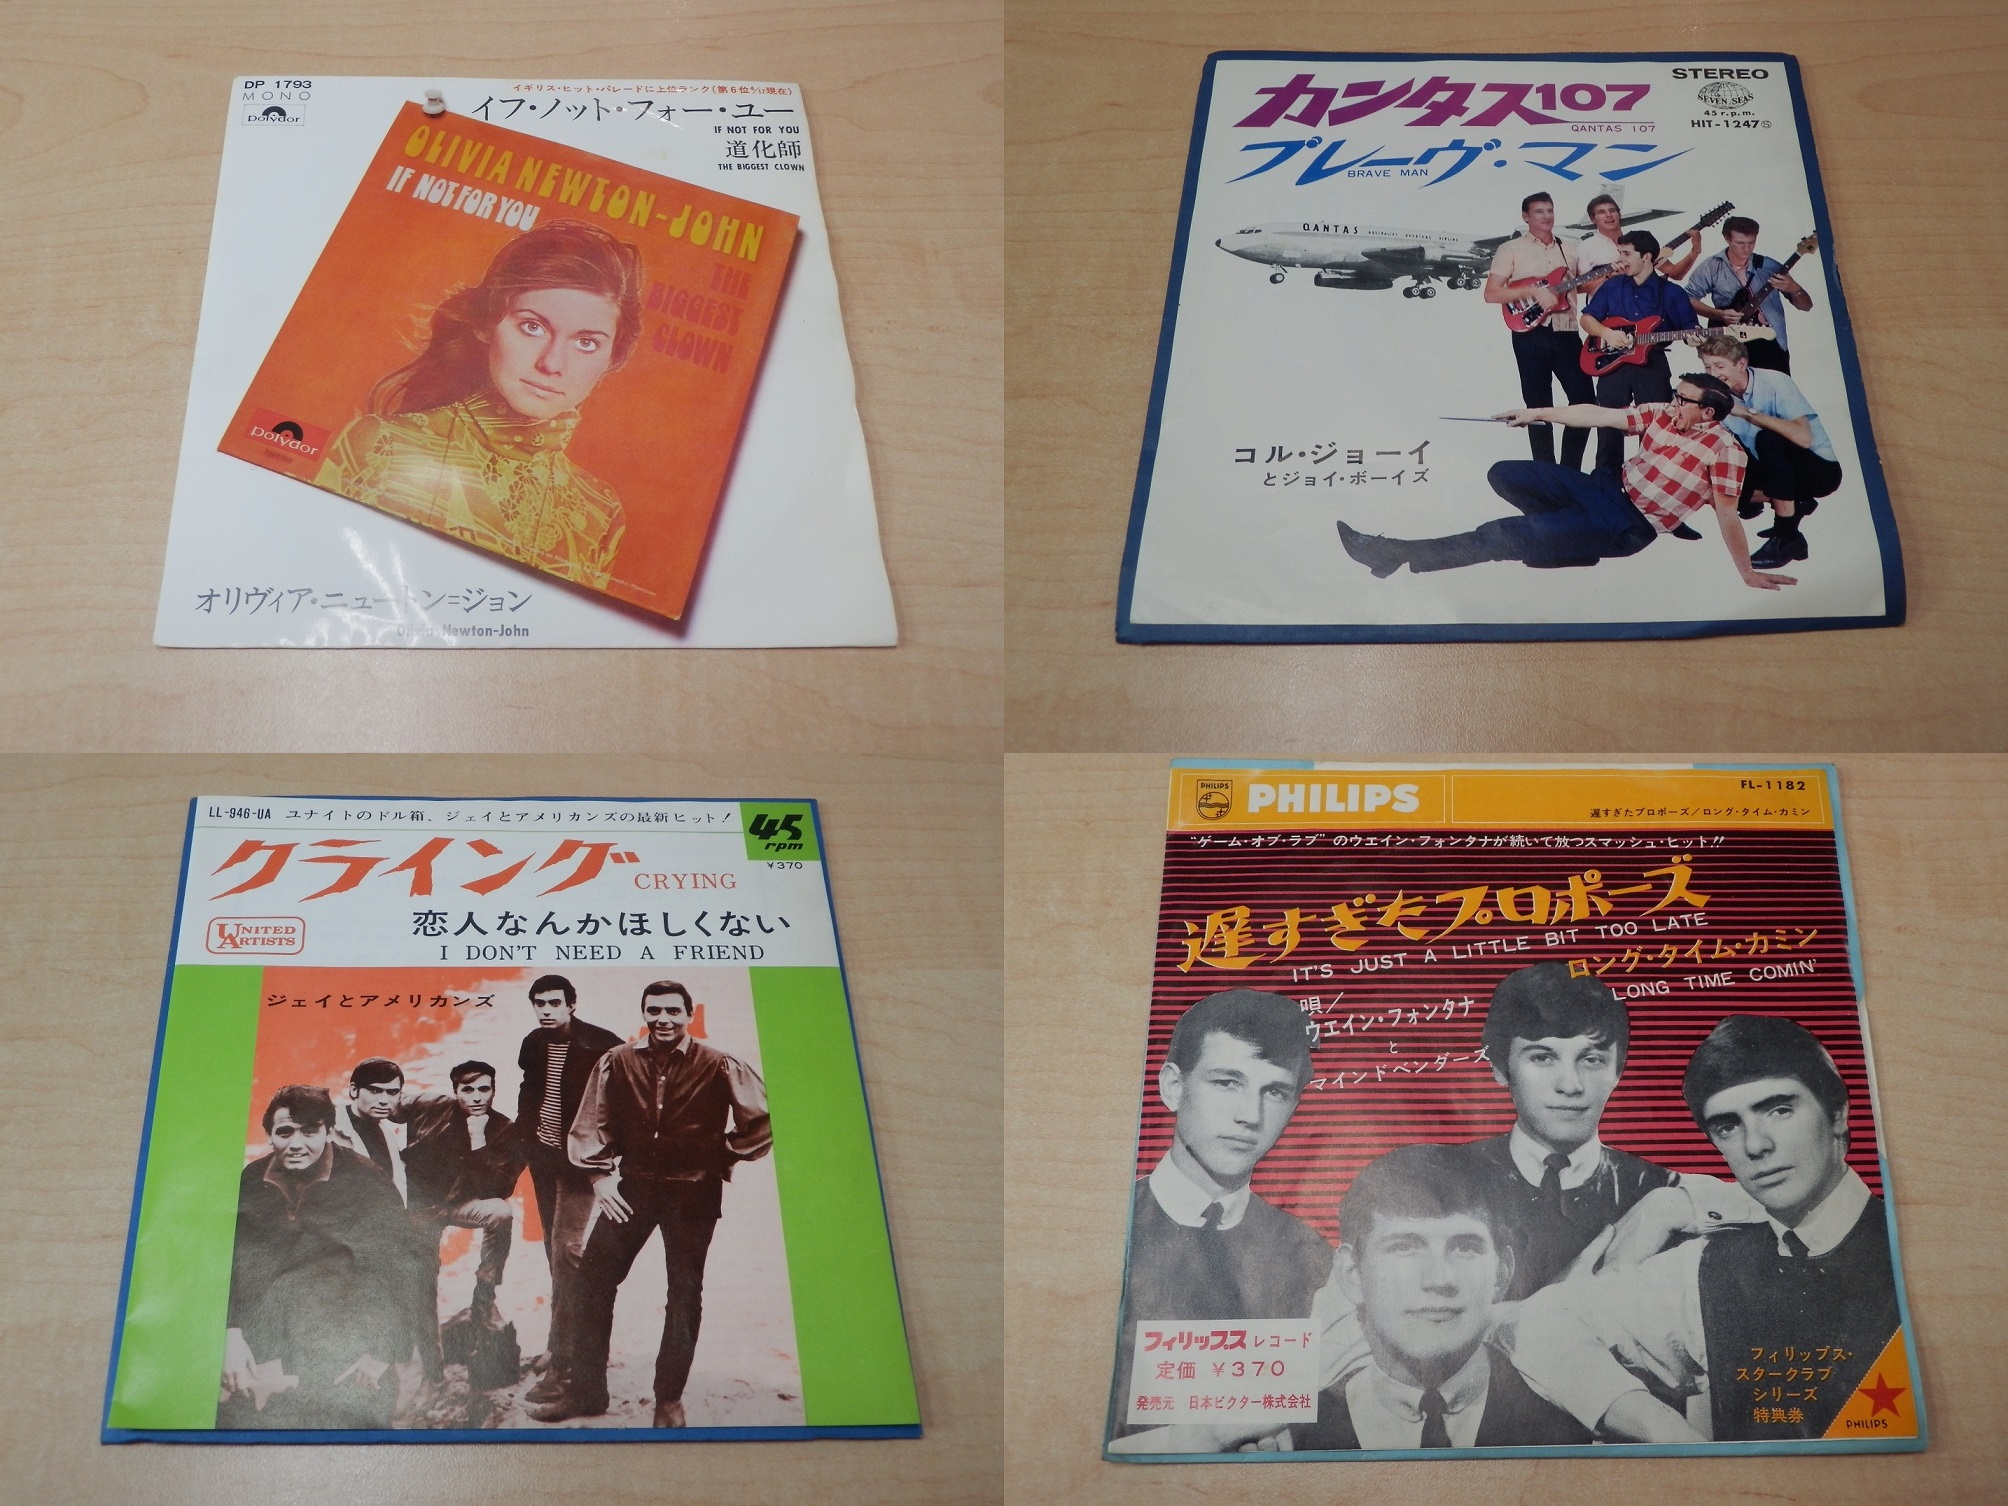 DP 1793
MONO
polydor
イギリス・ヒット・パレードに上位ランク(第6位4/17現在)
イフ・ノット・フォー・ユー
IF NOT FOR YOU
道化師
THE BIGGEST CLOWN
OLIVIA NEWTON-JOHN
IF NOT FOR YOU
THE
BIGGEST
CLOWN
polydor
オリヴィア・ニュートン=ジョン
Olivia Newton-John
カンタス107
QANTAS 107
STEREO
SEVEN SEAS
45 r.p.m.
HIT-1247
ブレーヴ・マン
BRAVE MAN
QANTAS
コル・ジョーイ
とジョイ・ボーイズ
LL-946-UA ユナイトのドル箱、ジェイとアメリカンズの最新ヒット!
45
rpm
¥370
クライング
CRYING
UNITED
ARTISTS
恋人なんかほしくない
I DON'T NEED A FRIEND
ジェイとアメリカンズ
PHILIPS
PHILIPS
FL-1182
遅すぎたプロポーズ/ロング・タイム・カミン
“ゲーム・オブ・ラブ”のウエイン・フォンタナが続いて放つスマッシュ・ヒット!!
遅すぎたプロポーズ
IT'S JUST A LITTLE BIT TOO LATE
ロング・タイム・カミン
LONG TIME COMIN'
唄/
ウエイン・フォンタナ
と
マインドベンダーズ
フィリップス レコード
定価 ¥370
発売元 日本ビクター株式会社
フィリップス・
スタークラブ
シリーズ
特典券
PHILIPS